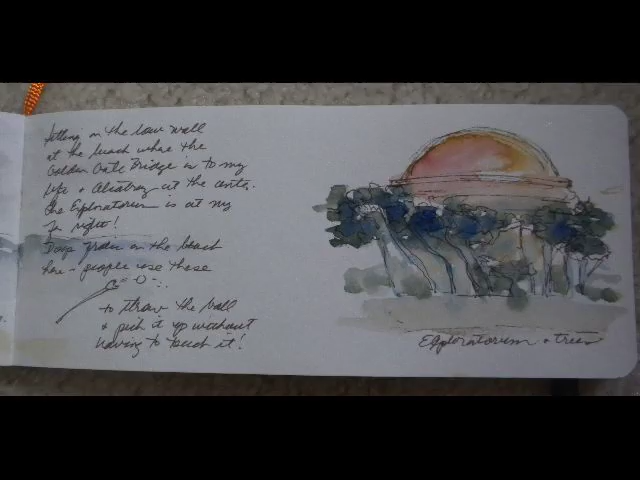 Sitting on the low wall
at the beach where the
Golden Gate Bridge is to my
left & Alcatraz at the center.
The Exploratorium is at my
far right!
Dogs galore on the beach
here - people use these
to throw the ball
& pick it up without
having to touch it!
Exploratorium & trees